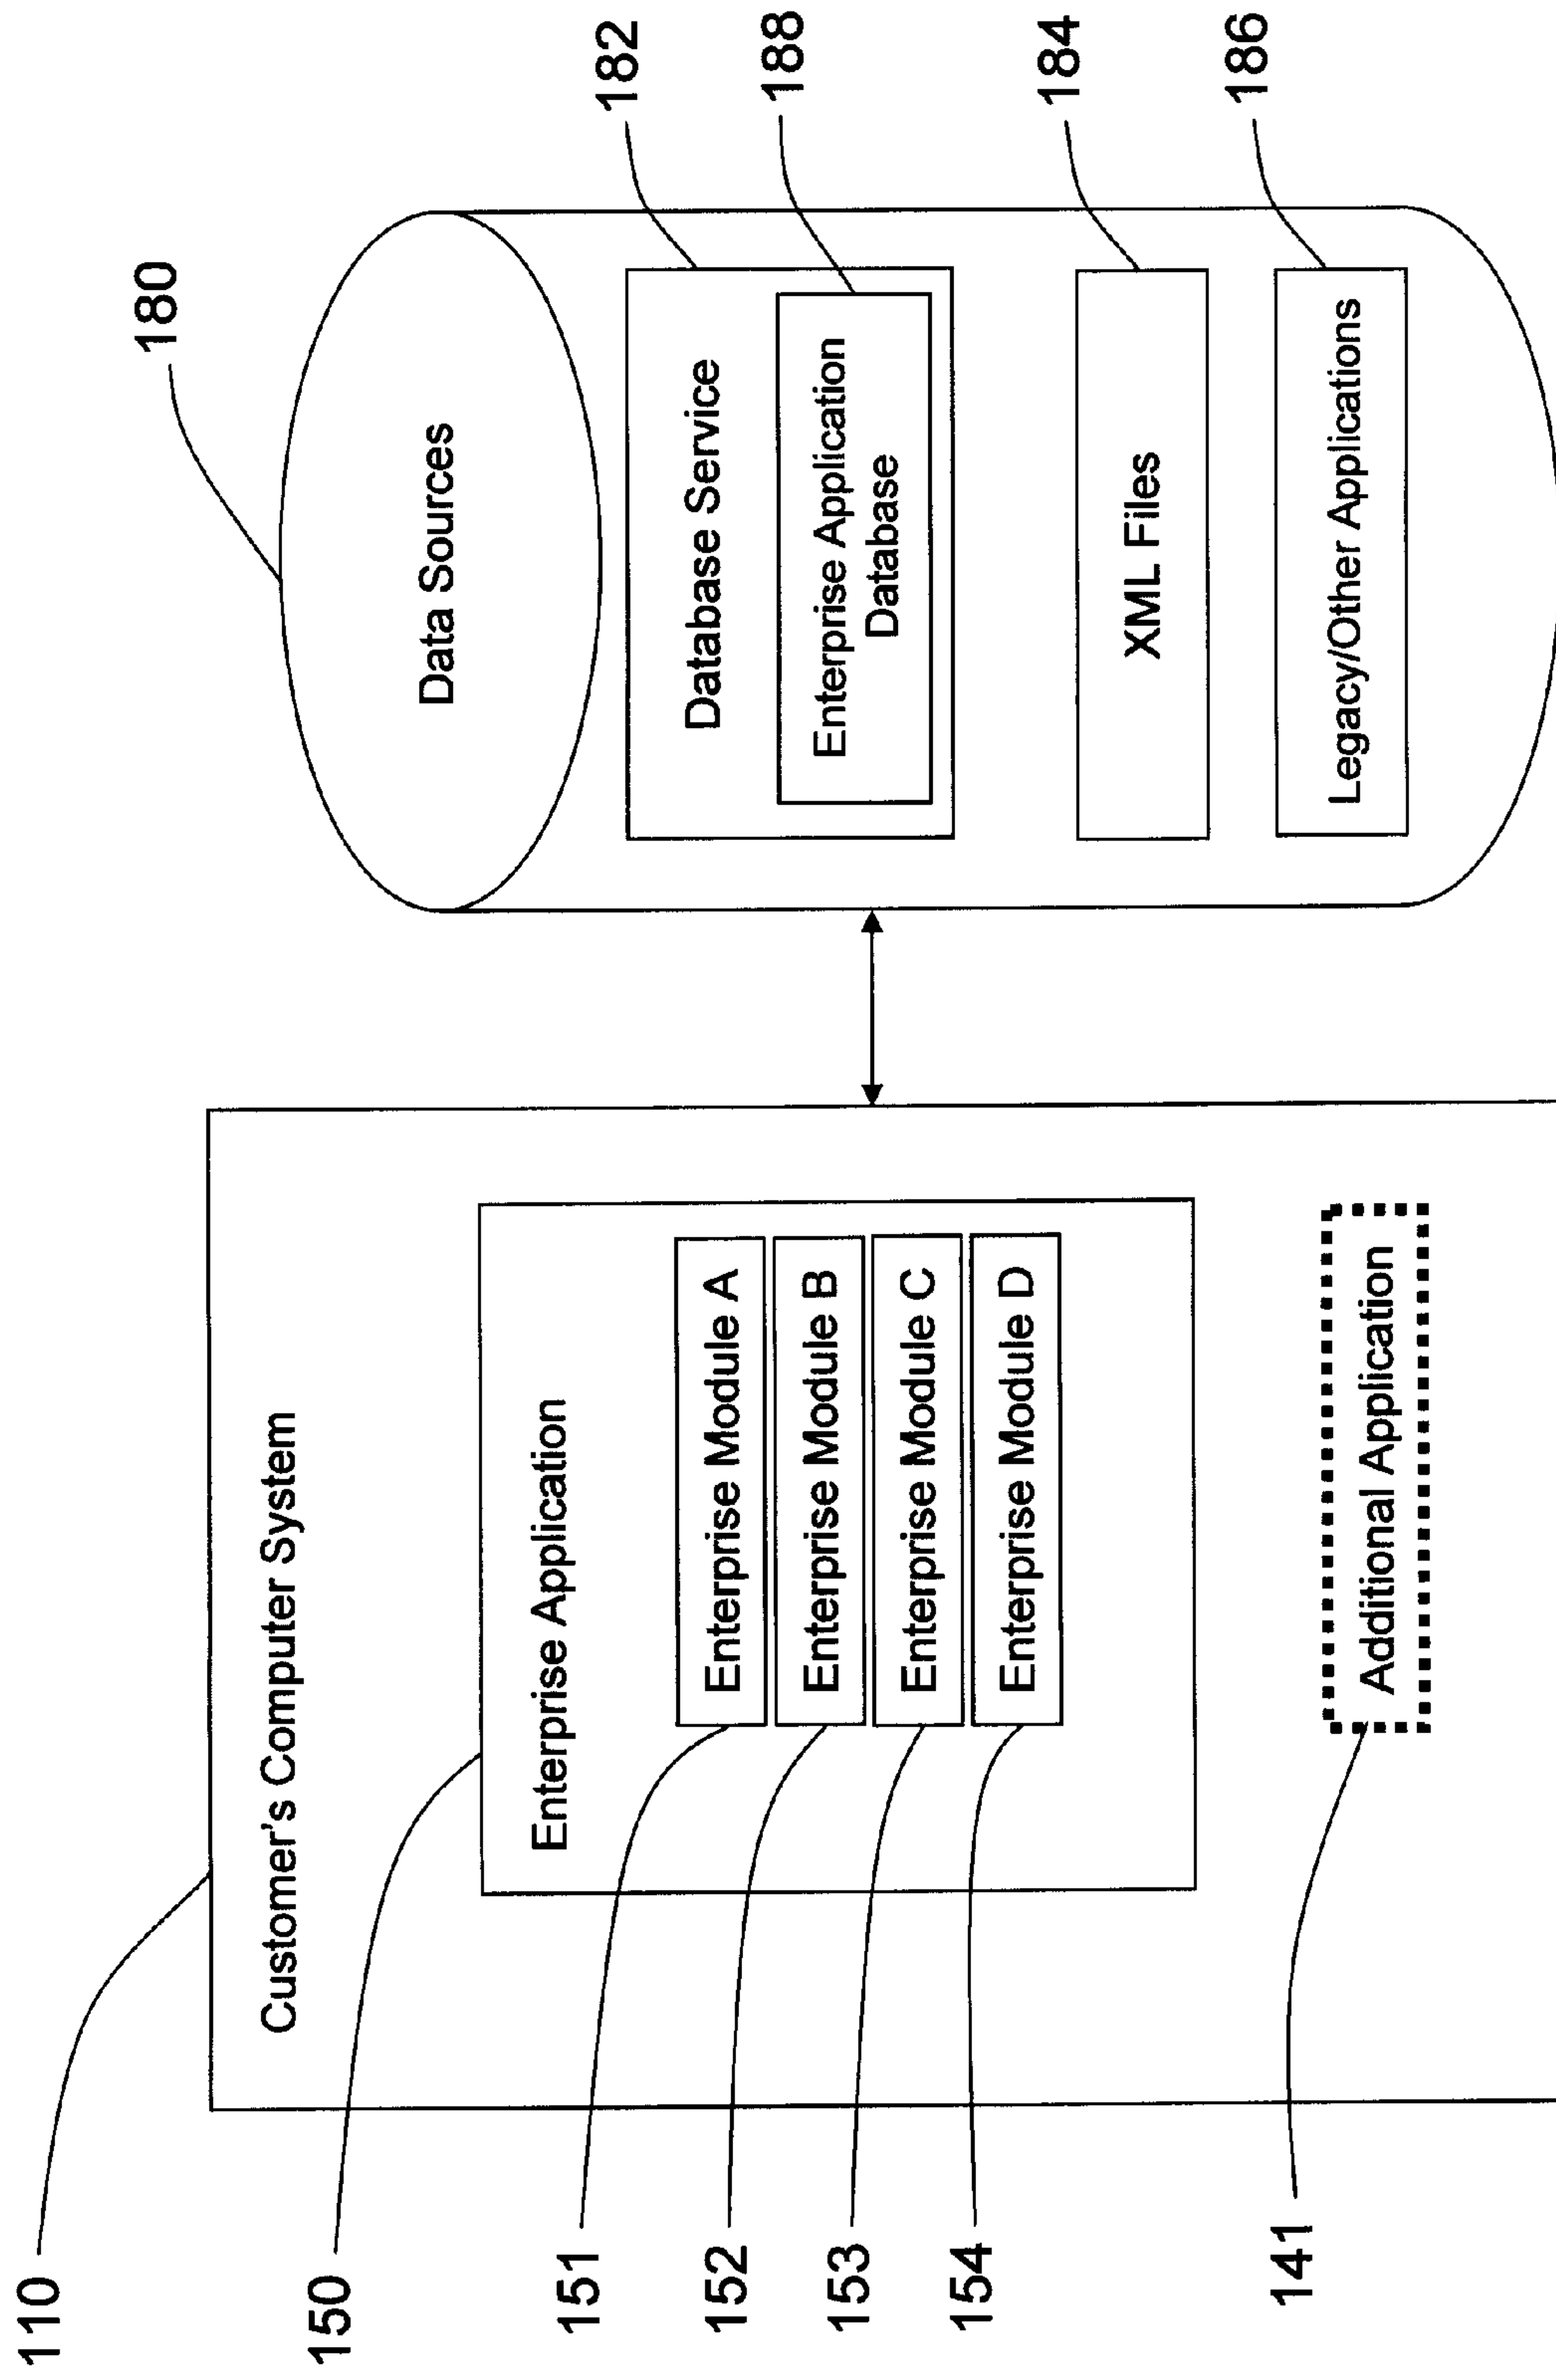 110
Customer's Computer System
150
Enterprise Application
151
Enterprise Module A
152
Enterprise Module B
153
Enterprise Module C
154
Enterprise Module D
141
Additional Application
180
Data Sources
182
Database Service
188
Enterprise Application
Database
184
XML Files
186
Legacy/Other Applications